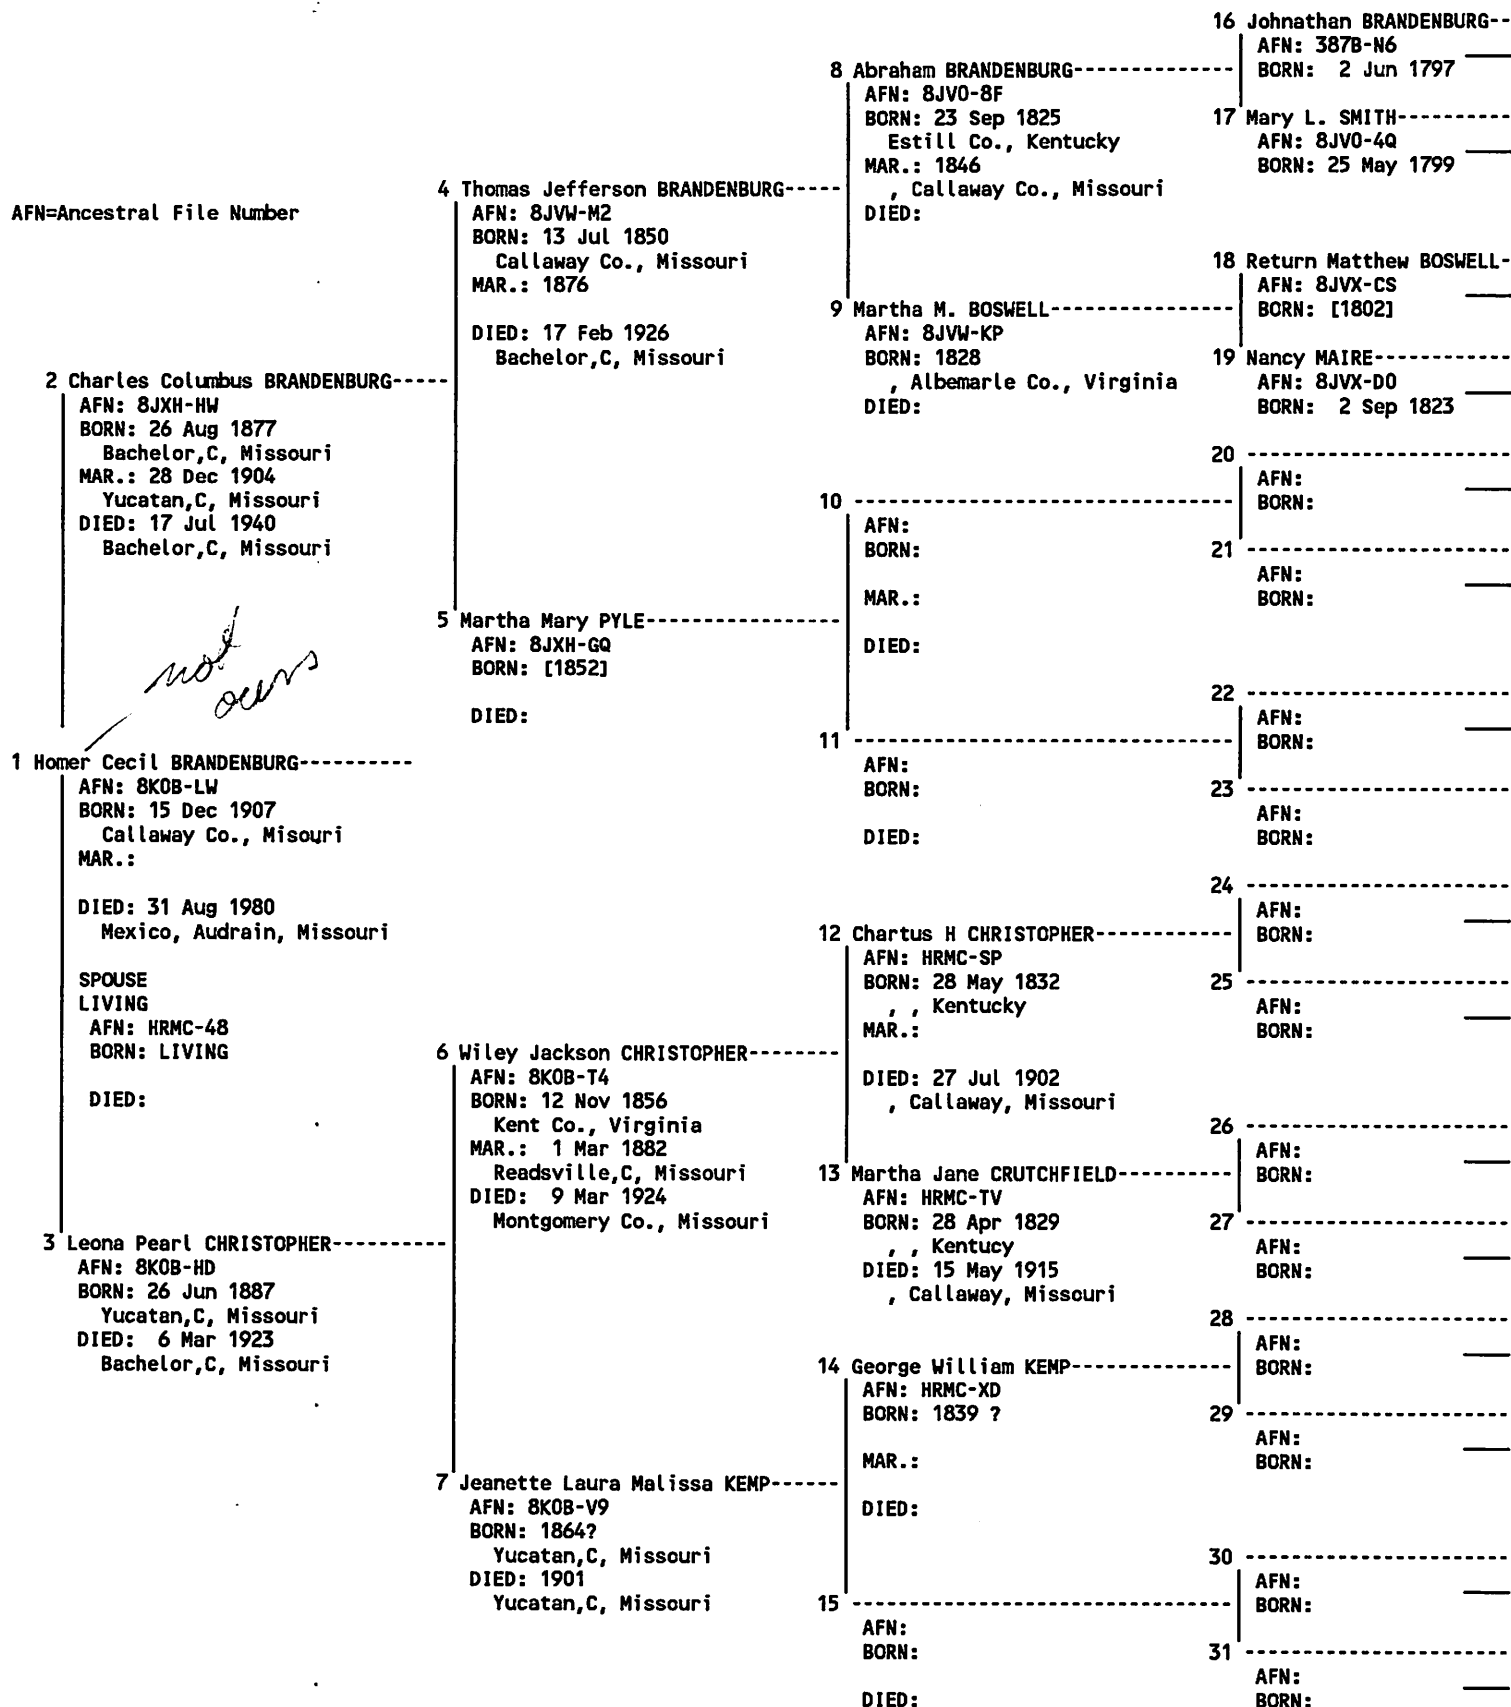 AFN=Ancestral File Number
2 Charles Columbus BRANDENBURG-----
AFN: 8JXH-HW
BORN: 26 Aug 1877
Bachelor,C, Missouri
MAR.: 28 Dec 1904
Yucatan,C, Missouri
DIED: 17 Jul 1940
Bachelor,C, Missouri
not
ours
1 Homer Cecil BRANDENBURG----------
AFN: 8K0B-LW
BORN: 15 Dec 1907
Callaway Co., Misouri
MAR.:
DIED: 31 Aug 1980
Mexico, Audrain, Missouri
SPOUSE
LIVING
AFN: HRMC-48
BORN: LIVING
DIED:
3 Leona Pearl CHRISTOPHER----------
AFN: 8K0B-HD
BORN: 26 Jun 1887
Yucatan,C, Missouri
DIED: 6 Mar 1923
Bachelor,C, Missouri
4 Thomas Jefferson BRANDENBURG-----
AFN: 8JVW-M2
BORN: 13 Jul 1850
Callaway Co., Missouri
MAR.: 1876
DIED: 17 Feb 1926
Bachelor,C, Missouri
5 Martha Mary PYLE----------------
AFN: 8JXH-GQ
BORN: [1852]
DIED:
6 Wiley Jackson CHRISTOPHER--------
AFN: 8K0B-T4
BORN: 12 Nov 1856
Kent Co., Virginia
MAR.: 1 Mar 1882
Readsville,C, Missouri
DIED: 9 Mar 1924
Montgomery Co., Missouri
7 Jeanette Laura Malissa KEMP------
AFN: 8K0B-V9
BORN: 1864?
Yucatan,C, Missouri
DIED: 1901
Yucatan,C, Missouri
8 Abraham BRANDENBURG--------------
AFN: 8JV0-8F
BORN: 23 Sep 1825
Estill Co., Kentucky
MAR.: 1846
, Callaway Co., Missouri
DIED:
9 Martha M. BOSWELL----------------
AFN: 8JVW-KP
BORN: 1828
, Albemarle Co., Virginia
DIED:
10 --------------------------------
AFN:
BORN:
MAR.:
DIED:
11 --------------------------------
AFN:
BORN:
DIED:
12 Chartus H CHRISTOPHER------------
AFN: HRMC-SP
BORN: 28 May 1832
, , Kentucky
MAR.:
DIED: 27 Jul 1902
, Callaway, Missouri
13 Martha Jane CRUTCHFIELD----------
AFN: HRMC-TV
BORN: 28 Apr 1829
, , Kentucy
DIED: 15 May 1915
, Callaway, Missouri
14 George William KEMP--------------
AFN: HRMC-XD
BORN: 1839 ?
MAR.:
DIED:
15 --------------------------------
AFN:
BORN:
DIED:
16 Johnathan BRANDENBURG--
AFN: 387B-N6
BORN: 2 Jun 1797
17 Mary L. SMITH----------
AFN: 8JV0-4Q
BORN: 25 May 1799
18 Return Matthew BOSWELL-
AFN: 8JVX-CS
BORN: [1802]
19 Nancy MAIRE------------
AFN: 8JVX-D0
BORN: 2 Sep 1823
20 -----------------------
AFN:
BORN:
21 -----------------------
AFN:
BORN:
22 -----------------------
AFN:
BORN:
23 -----------------------
AFN:
BORN:
24 -----------------------
AFN:
BORN:
25 -----------------------
AFN:
BORN:
26 -----------------------
AFN:
BORN:
27 -----------------------
AFN:
BORN:
28 -----------------------
AFN:
BORN:
29 -----------------------
AFN:
BORN:
30 -----------------------
AFN:
BORN:
31 -----------------------
AFN:
BORN: